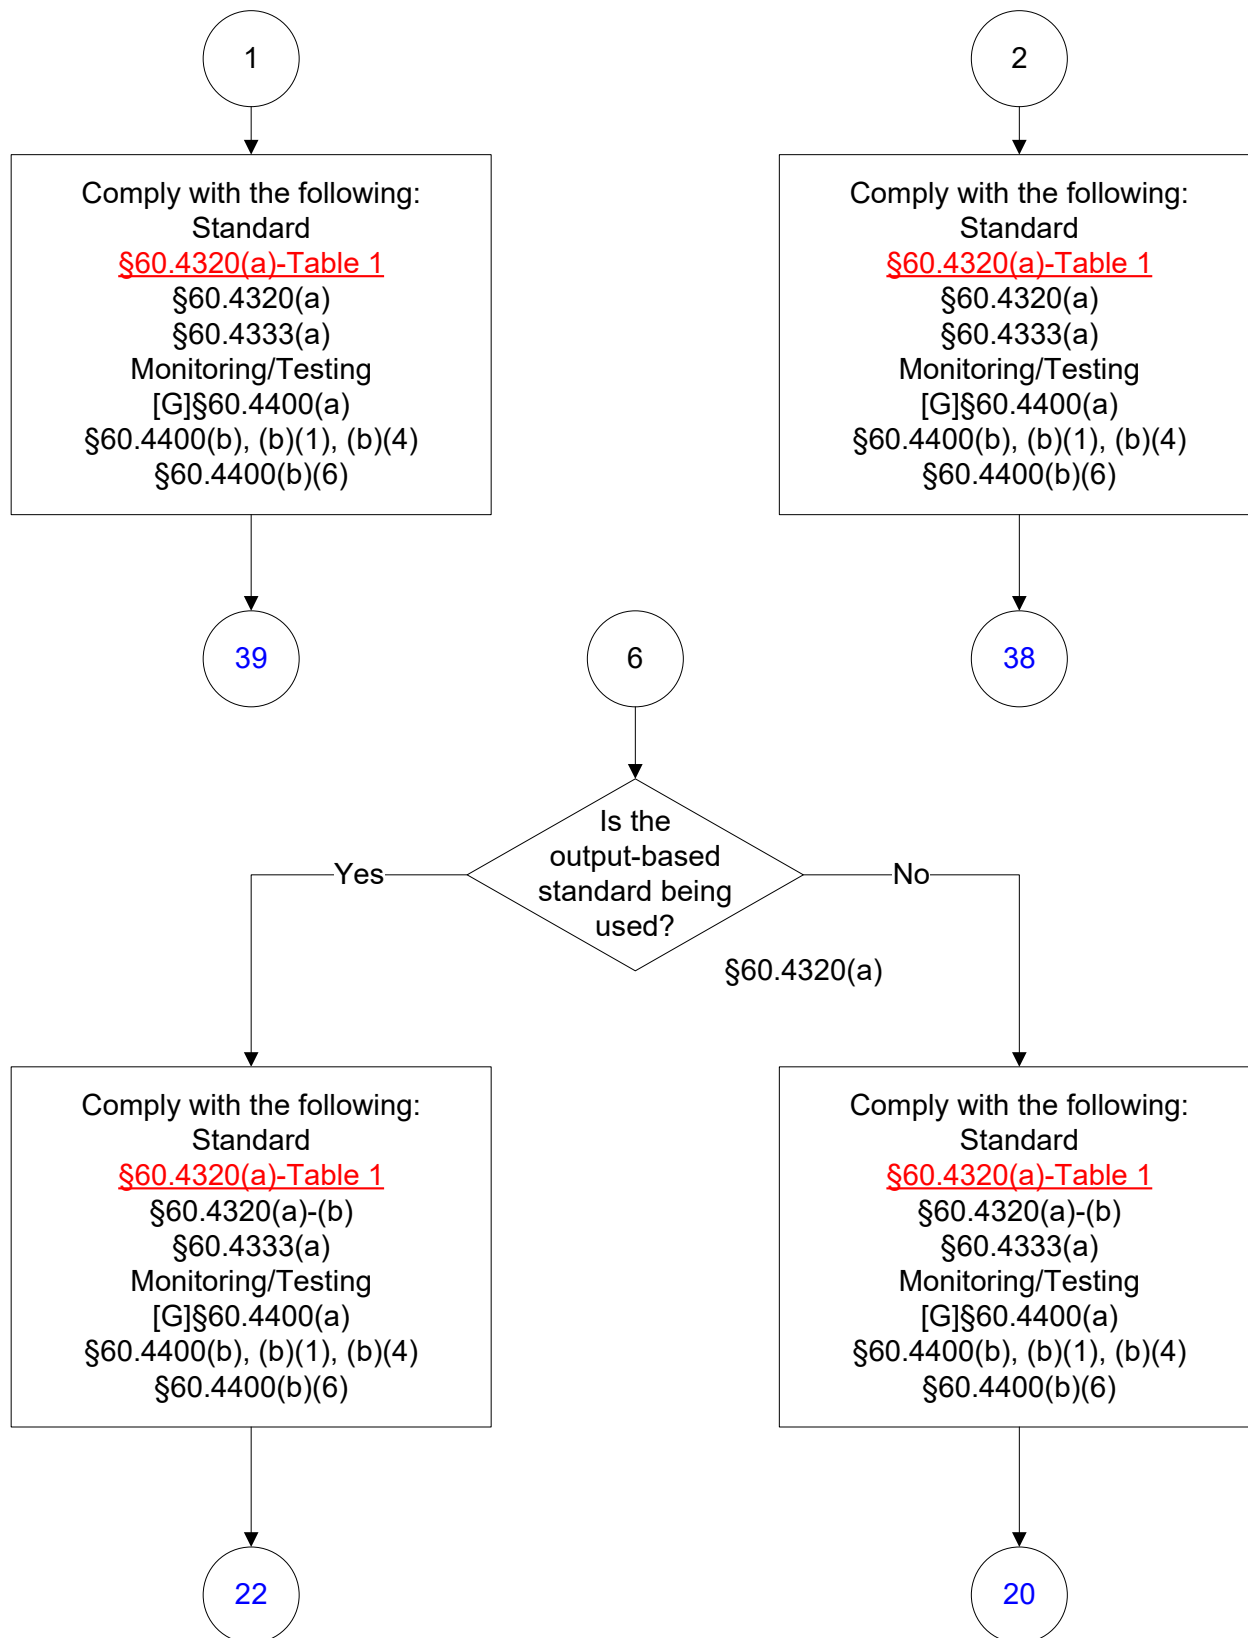 1
2
Comply with the following:
Standard
§60.4320(a)-Table 1
§60.4320(a)
§60.4333(a)
Monitoring/Testing
[G]§60.4400(a)
§60.4400(b), (b)(1), (b)(4)
§60.4400(b)(6)
Comply with the following:
Standard
§60.4320(a)-Table 1
§60.4320(a)
§60.4333(a)
Monitoring/Testing
[G]§60.4400(a)
§60.4400(b), (b)(1), (b)(4)
§60.4400(b)(6)
39
6
38
Is the
output-based
standard being
used?
Yes
No
§60.4320(a)
Comply with the following:
Standard
§60.4320(a)-Table 1
§60.4320(a)-(b)
§60.4333(a)
Monitoring/Testing
[G]§60.4400(a)
§60.4400(b), (b)(1), (b)(4)
§60.4400(b)(6)
Comply with the following:
Standard
§60.4320(a)-Table 1
§60.4320(a)-(b)
§60.4333(a)
Monitoring/Testing
[G]§60.4400(a)
§60.4400(b), (b)(1), (b)(4)
§60.4400(b)(6)
22
20